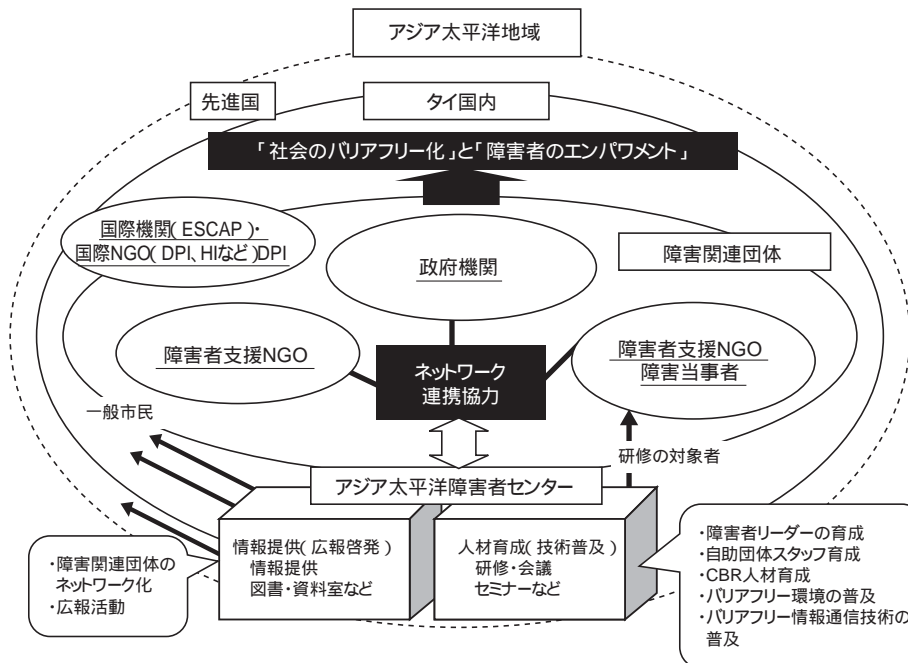 アジア太平洋地域
先進国
タイ国内
「社会のバリアフリー化」と「障害者のエンパワメント」
国際機関(ESCAP)・
国際NGO(DPI、HIなど)DPI
政府機関
障害関連団体
障害者支援NGO
ネットワーク
連携協力
障害者支援NGO
障害当事者
一般市民
研修の対象者
アジア太平洋障害者センター
情報提供(広報啓発)
情報提供
図書・資料室など
人材育成(技術普及)
研修・会議
セミナーなど
・障害関連団体の
ネットワーク化
・広報活動
・障害者リーダーの育成
・自助団体スタッフ育成
・CBR人材育成
・バリアフリー環境の普及
・バリアフリー情報通信技術の
普及